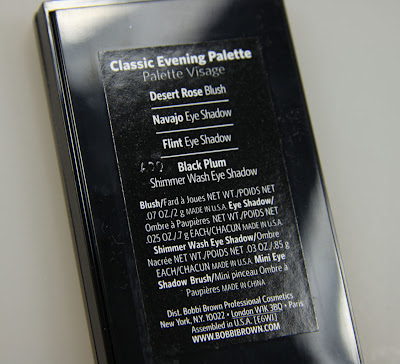 Classic Evening Palette
Palette Visage
Desert Rose Blush
Navajo Eye Shadow
Flint Eye Shadow
Black Plum
Shimmer Wash Eye Shadow
Blush/Fard à Joues NET WT./POIDS NET
.07 OZ./2 g MADE IN U.S.A. Eye Shadow/
Ombre à Paupières NET WT./POIDS NET
.025 OZ./.7 g EACH/CHACUN MADE IN U.S.A.
Shimmer Wash Eye Shadow/Ombre
Nacrée NET WT./POIDS NET .03 OZ./.85 g
EACH/CHACUN MADE IN U.S.A. Mini Eye
Shadow Brush/Mini pinceau Ombre à
Paupières MADE IN CHINA
Dist. Bobbi Brown Professional Cosmetics
New York, N.Y. 10022 • London W1K 3BQ • Paris
Assembled in U.S.A. [E6WJ]
WWW.BOBBIBROWN.COM